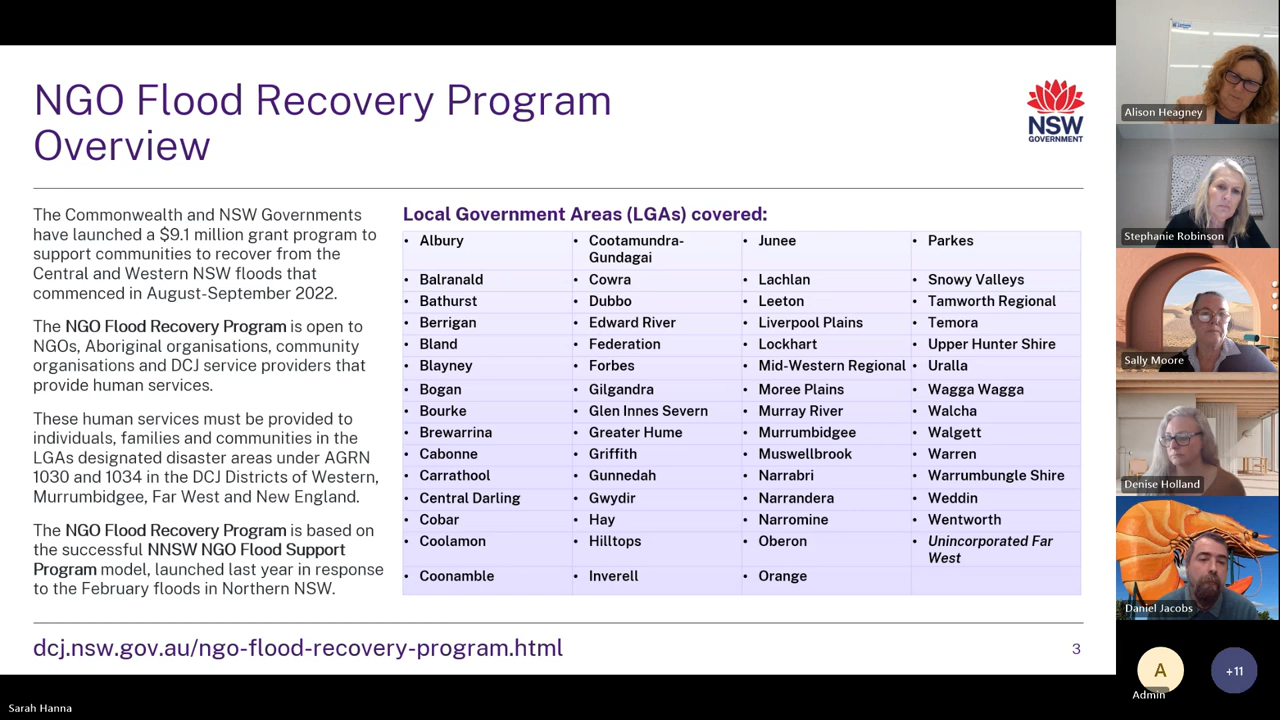 NGO Flood Recovery Program
Overview
NSW
GOVERNMENT
The Commonwealth and NSW Governments
have launched a $9.1 million grant program to
support communities to recover from the
Central and Western NSW floods that
commenced in August-September 2022.
The NGO Flood Recovery Program is open to
NGOs, Aboriginal organisations, community
organisations and DCJ service providers that
provide human services.
These human services must be provided to
individuals, families and communities in the
LGAs designated disaster areas under AGRN
1030 and 1034 in the DCJ Districts of Western,
Murrumbidgee, Far West and New England.
The NGO Flood Recovery Program is based on
the successful NNSW NGO Flood Support
Program model, launched last year in response
to the February floods in Northern NSW.
Local Government Areas (LGAs) covered:
• Albury • Cootamundra-
Gundagai • Junee • Parkes
• Balranald • Cowra • Lachlan • Snowy Valleys
• Bathurst • Dubbo • Leeton • Tamworth Regional
• Berrigan • Edward River • Liverpool Plains • Temora
• Bland • Federation • Lockhart • Upper Hunter Shire
• Blayney • Forbes • Mid-Western Regional • Uralla
• Bogan • Gilgandra • Moree Plains • Wagga Wagga
• Bourke • Glen Innes Severn • Murray River • Walcha
• Brewarrina • Greater Hume • Murrumbidgee • Walgett
• Cabonne • Griffith • Muswellbrook • Warren
• Carrathool • Gunnedah • Narrabri • Warrumbungle Shire
• Central Darling • Gwydir • Narrandera • Weddin
• Cobar • Hay • Narromine • Wentworth
• Coolamon • Hilltops • Oberon • Unincorporated Far
West
• Coonamble • Inverell • Orange
dcj.nsw.gov.au/ngo-flood-recovery-program.html
3
Alison Heagney
Stephanie Robinson
Sally Moore
Denise Holland
Daniel Jacobs
A
+11
Admin
Sarah Hanna